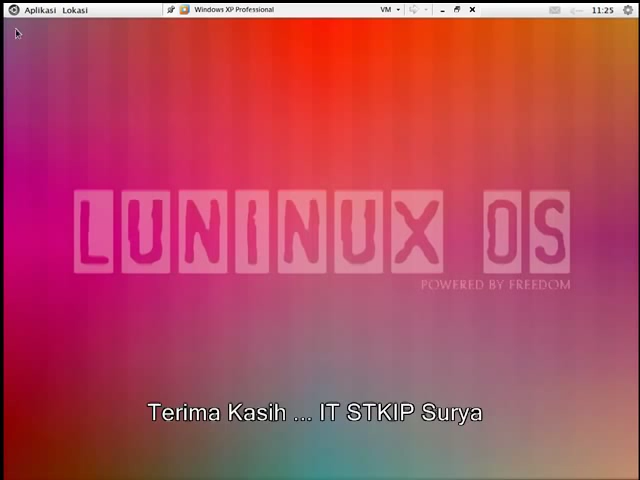 Aplikasi Lokasi Windows XP Professional VM 11:25
LUNINUX OS
POWERED BY FREEDOM
Terima Kasih ... IT STKIP Surya